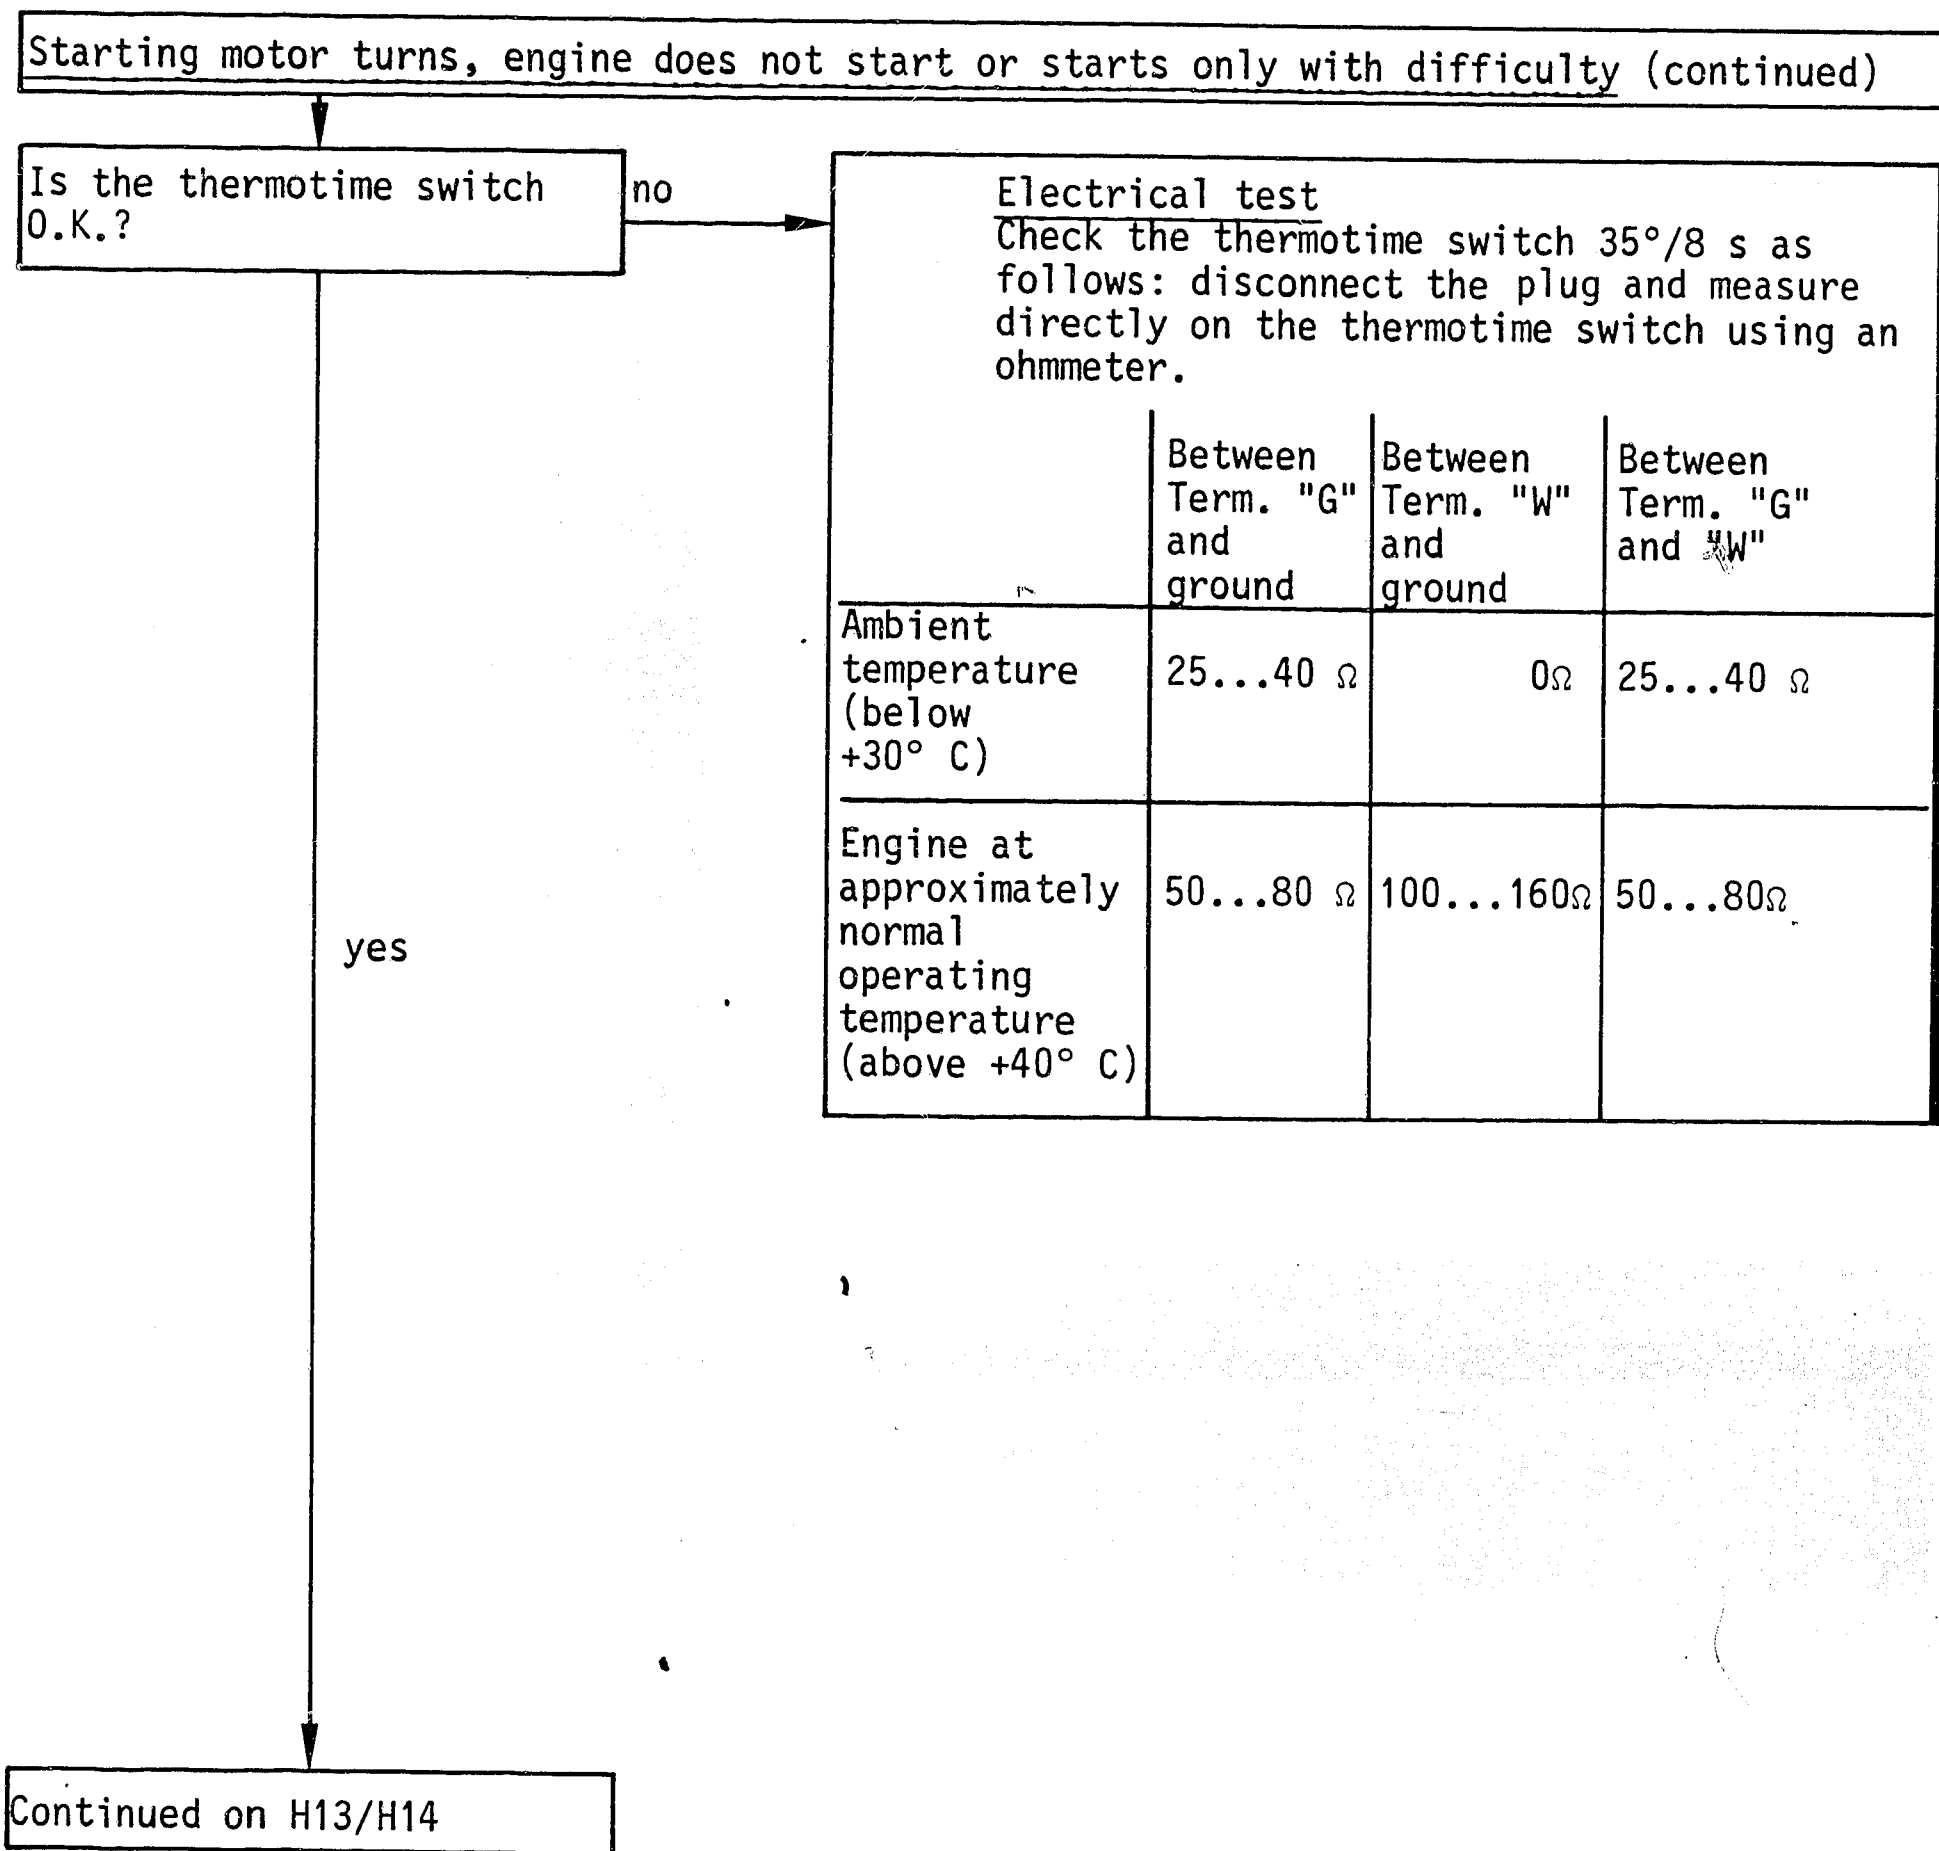 Starting motor turns, engine does not start or starts only with difficulty (continued)
Is the thermotime switch
O.K.?
no
Electrical test
Check the thermotime switch 35°/8 s as
follows: disconnect the plug and measure
directly on the thermotime switch using an
ohmmeter.
Between
Term. "G"
and
ground
Between
Term. "W"
and
ground
Between
Term. "G"
and "W"
Ambient
temperature
(below
+30° C)
25...40 Ω
0Ω
25...40 Ω
Engine at
approximately
normal
operating
temperature
(above +40° C)
50...80 Ω
100...160Ω
50...80Ω
yes
Continued on H13/H14